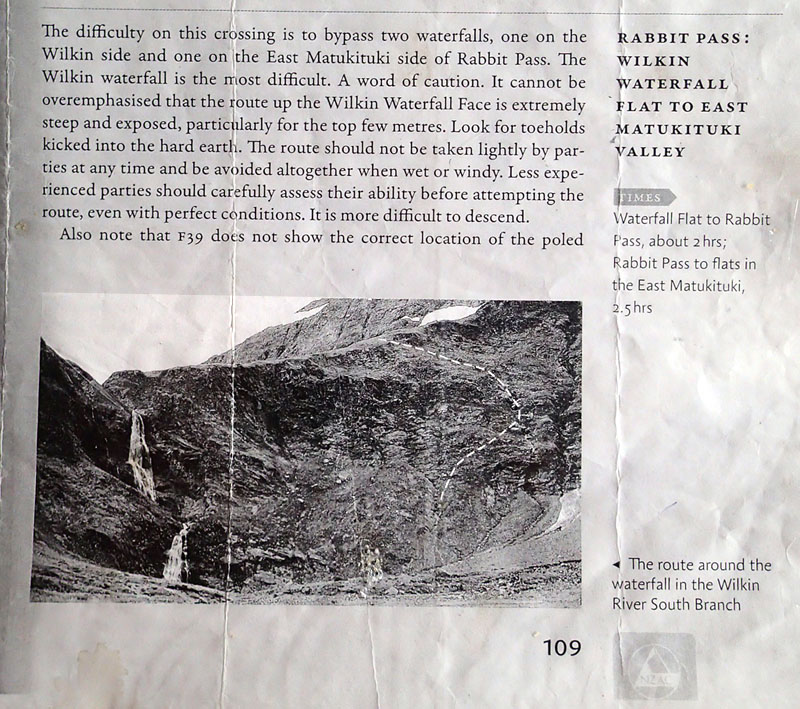 The difficulty on this crossing is to bypass two waterfalls, one on the
Wilkin side and one on the East Matukituki side of Rabbit Pass. The
Wilkin waterfall is the most difficult. A word of caution. It cannot be
overemphasised that the route up the Wilkin Waterfall Face is extremely
steep and exposed, particularly for the top few metres. Look for toeholds
kicked into the hard earth. The route should not be taken lightly by par-
ties at any time and be avoided altogether when wet or windy. Less expe-
rienced parties should carefully assess their ability before attempting the
route, even with perfect conditions. It is more difficult to descend.
Also note that F39 does not show the correct location of the poled
RABBIT PASS:
WILKIN
WATERFALL
FLAT TO EAST
MATUKITUKI
VALLEY
TIMES
Waterfall Flat to Rabbit
Pass, about 2 hrs;
Rabbit Pass to flats in
the East Matukituki,
2.5 hrs
◄ The route around the
waterfall in the Wilkin
River South Branch
109
NZAC